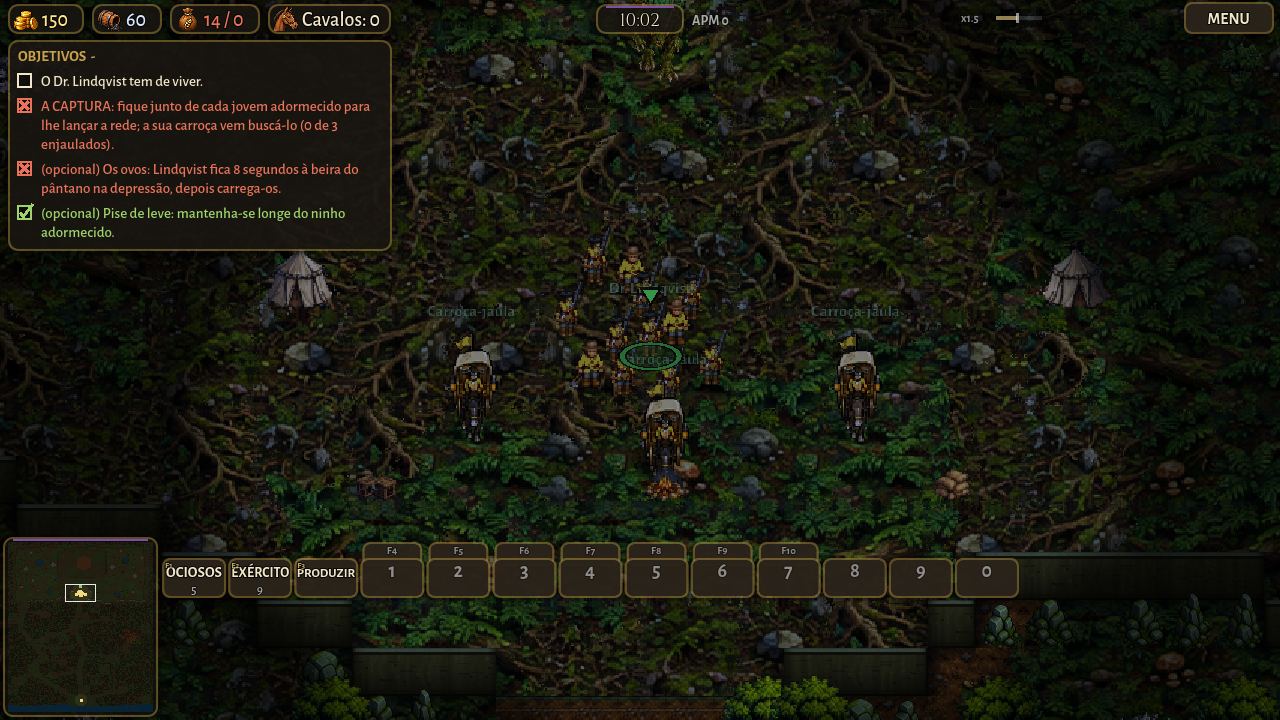 150
60
14 / 0
Cavalos: 0
10:02
APM 0
x1.5
MENU
OBJETIVOS -
O Dr. Lindqvist tem de viver.
A CAPTURA: fique junto de cada jovem adormecido para
lhe lançar a rede; a sua carroça vem buscá-lo (0 de 3
enjaulados).
(opcional) Os ovos: Lindqvist fica 8 segundos à beira do
pântano na depressão, depois carrega-os.
(opcional) Pise de leve: mantenha-se longe do ninho
adormecido.
Dr. Lindqvist
Carroça-jaula
Carroça-jaula
Carroça-jaula
F4
F5
F6
F7
F8
F9
F10
OCIOSOS
5
EXÉRCITO
9
PRODUZIR
1
2
3
4
5
6
7
8
9
0